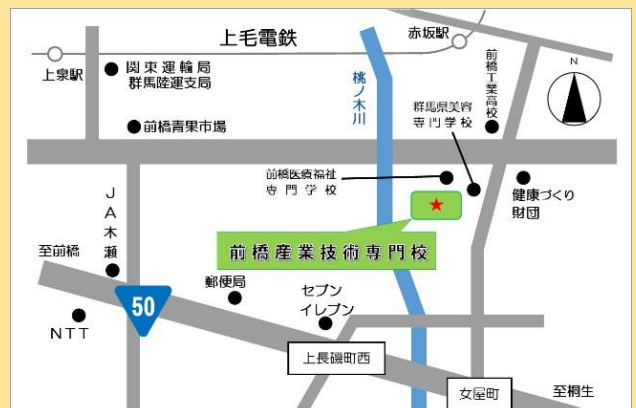 上毛電鉄
赤坂駅
上泉駅
関東運輸局
群馬陸運支局
桃ノ木川
前橋工業高校
N
群馬県美容
専門学校
前橋青果市場
前橋医療福祉
専門学校
健康づくり
財団
JA木瀬
★
前橋産業技術専門校
至前橋
50
郵便局
セブン
イレブン
NTT
上長磯町西
女屋町
至桐生